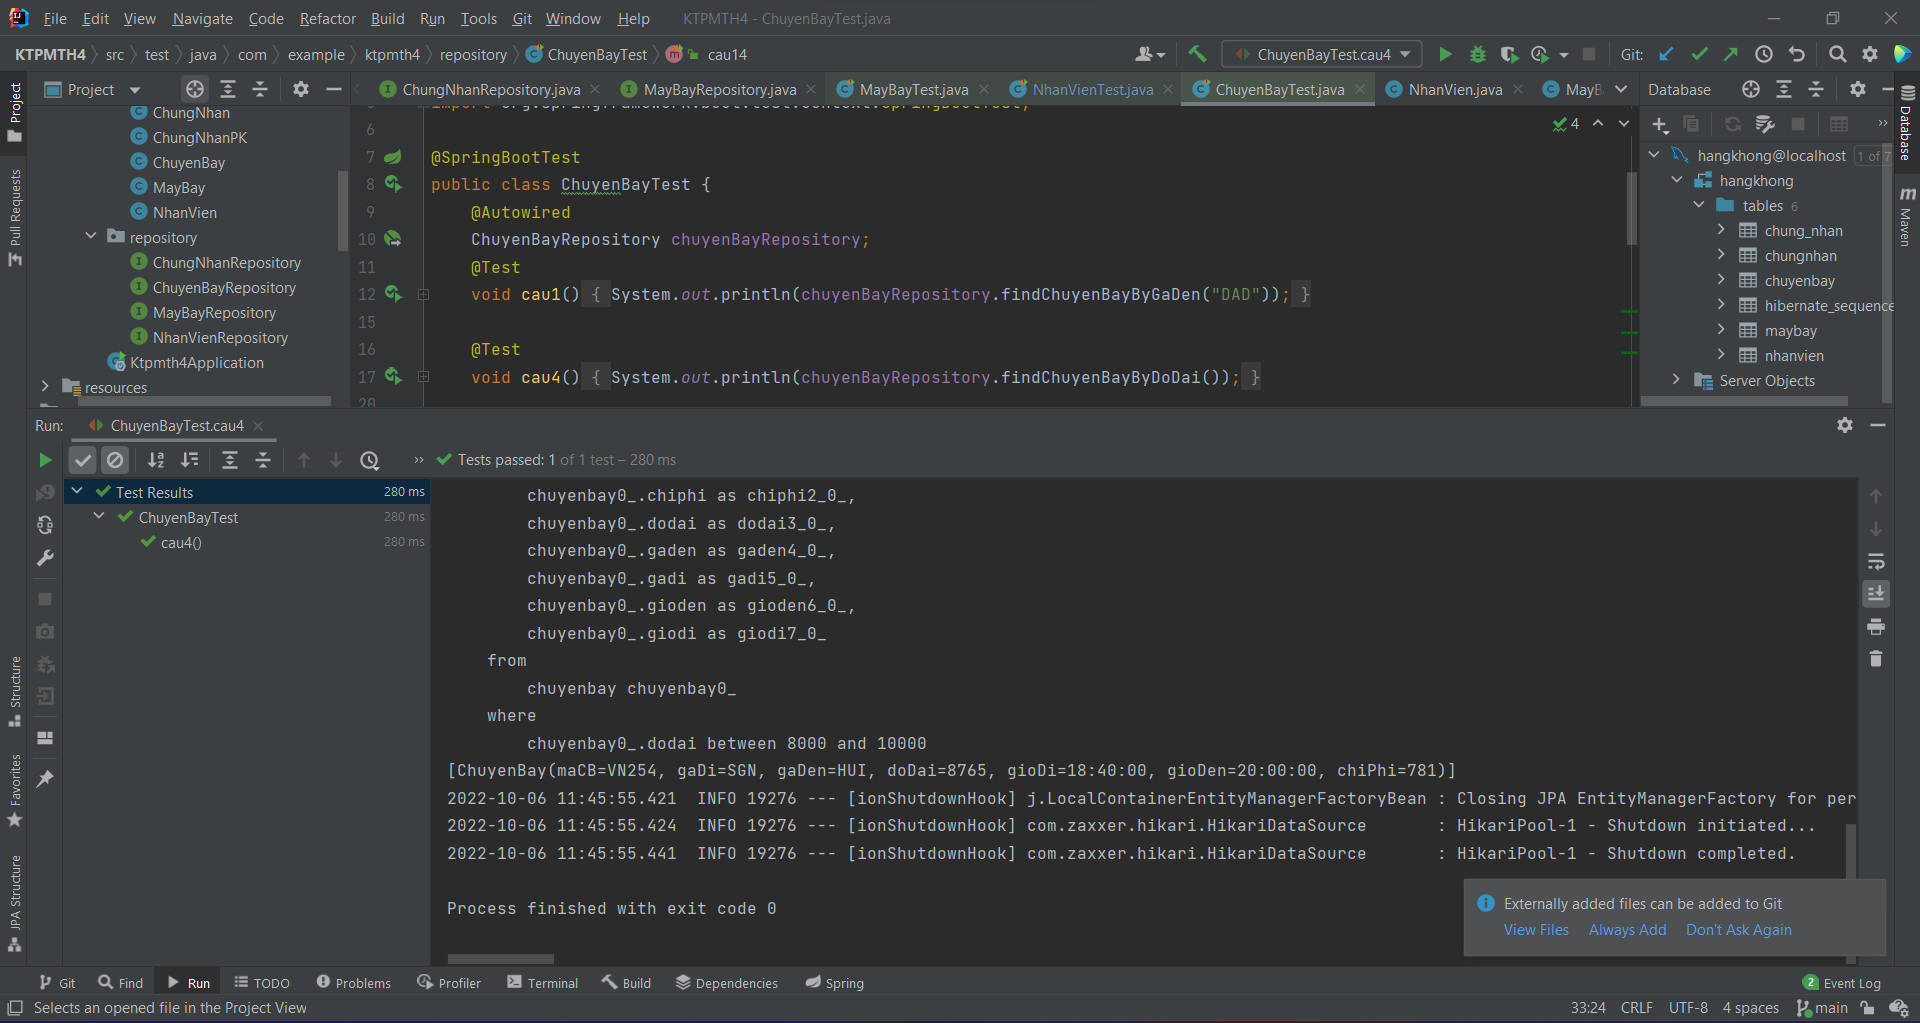 File Edit View Navigate Code Refactor Build Run Tools Git Window Help KTPMTH4 - ChuyenBayTest.java
KTPMTH4 src test java com example ktpmth4 repository ChuyenBayTest cau14 ChuyenBayTest.cau4 Git:
Project ChungNhanRepository.java MayBayRepository.java MayBayTest.java NhanVienTest.java ChuyenBayTest.java NhanVien.java MayB Database
Project
Pull Requests
Structure
Favorites
JPA Structure
ChungNhan
ChungNhanPK
ChuyenBay
MayBay
NhanVien
repository
ChungNhanRepository
ChuyenBayRepository
MayBayRepository
NhanVienRepository
Ktpmth4Application
resources
6
7 @SpringBootTest
8 public class ChuyenBayTest {
9 @Autowired
10 ChuyenBayRepository chuyenBayRepository;
11 @Test
12 void cau1() { System.out.println(chuyenBayRepository.findChuyenBayByGaDen("DAD")); }
15
16 @Test
17 void cau4() { System.out.println(chuyenBayRepository.findChuyenBayByDoDai()); }
20
4
hangkhong@localhost 1 of 7
hangkhong
tables 6
chung_nhan
chungnhan
chuyenbay
hibernate_sequence
maybay
nhanvien
Server Objects
Database
Maven
Run: ChuyenBayTest.cau4
Tests passed: 1 of 1 test – 280 ms
Test Results 280 ms
ChuyenBayTest 280 ms
cau4() 280 ms
chuyenbay0_.chiphi as chiphi2_0_,
chuyenbay0_.dodai as dodai3_0_,
chuyenbay0_.gaden as gaden4_0_,
chuyenbay0_.gadi as gadi5_0_,
chuyenbay0_.gioden as gioden6_0_,
chuyenbay0_.giodi as giodi7_0_
from
chuyenbay chuyenbay0_
where
chuyenbay0_.dodai between 8000 and 10000
[ChuyenBay(maCB=VN254, gaDi=SGN, gaDen=HUI, doDai=8765, gioDi=18:40:00, gioDen=20:00:00, chiPhi=781)]
2022-10-06 11:45:55.421 INFO 19276 --- [ionShutdownHook] j.LocalContainerEntityManagerFactoryBean : Closing JPA EntityManagerFactory for per
2022-10-06 11:45:55.424 INFO 19276 --- [ionShutdownHook] com.zaxxer.hikari.HikariDataSource : HikariPool-1 - Shutdown initiated...
2022-10-06 11:45:55.441 INFO 19276 --- [ionShutdownHook] com.zaxxer.hikari.HikariDataSource : HikariPool-1 - Shutdown completed.
Process finished with exit code 0
Externally added files can be added to Git
View Files Always Add Don't Ask Again
Git Find Run TODO Problems Profiler Terminal Build Dependencies Spring 2 Event Log
Selects an opened file in the Project View 33:24 CRLF UTF-8 4 spaces main